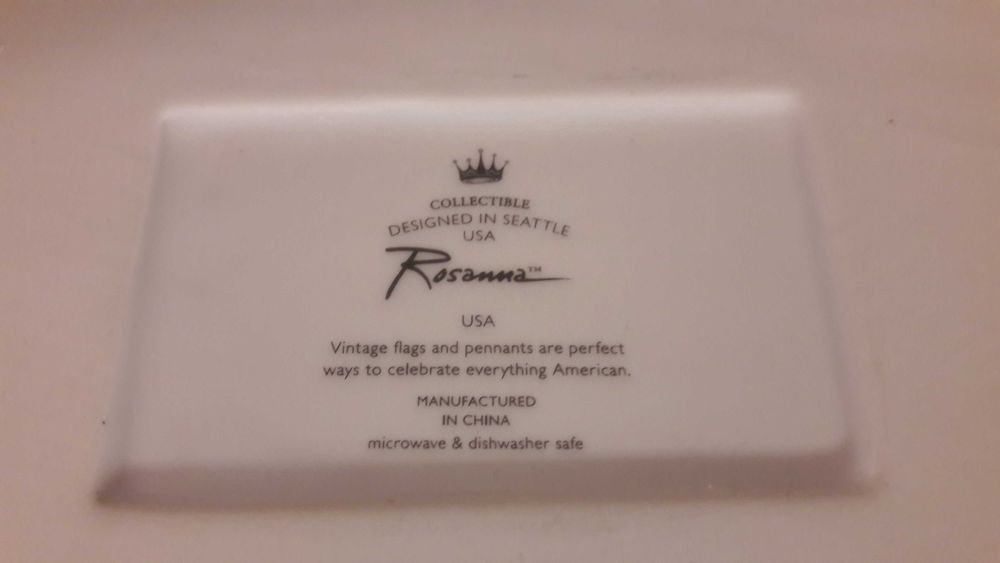 COLLECTIBLE
DESIGNED IN SEATTLE
USA
Rosanna™
USA
Vintage flags and pennants are perfect
ways to celebrate everything American.
MANUFACTURED
IN CHINA
microwave & dishwasher safe